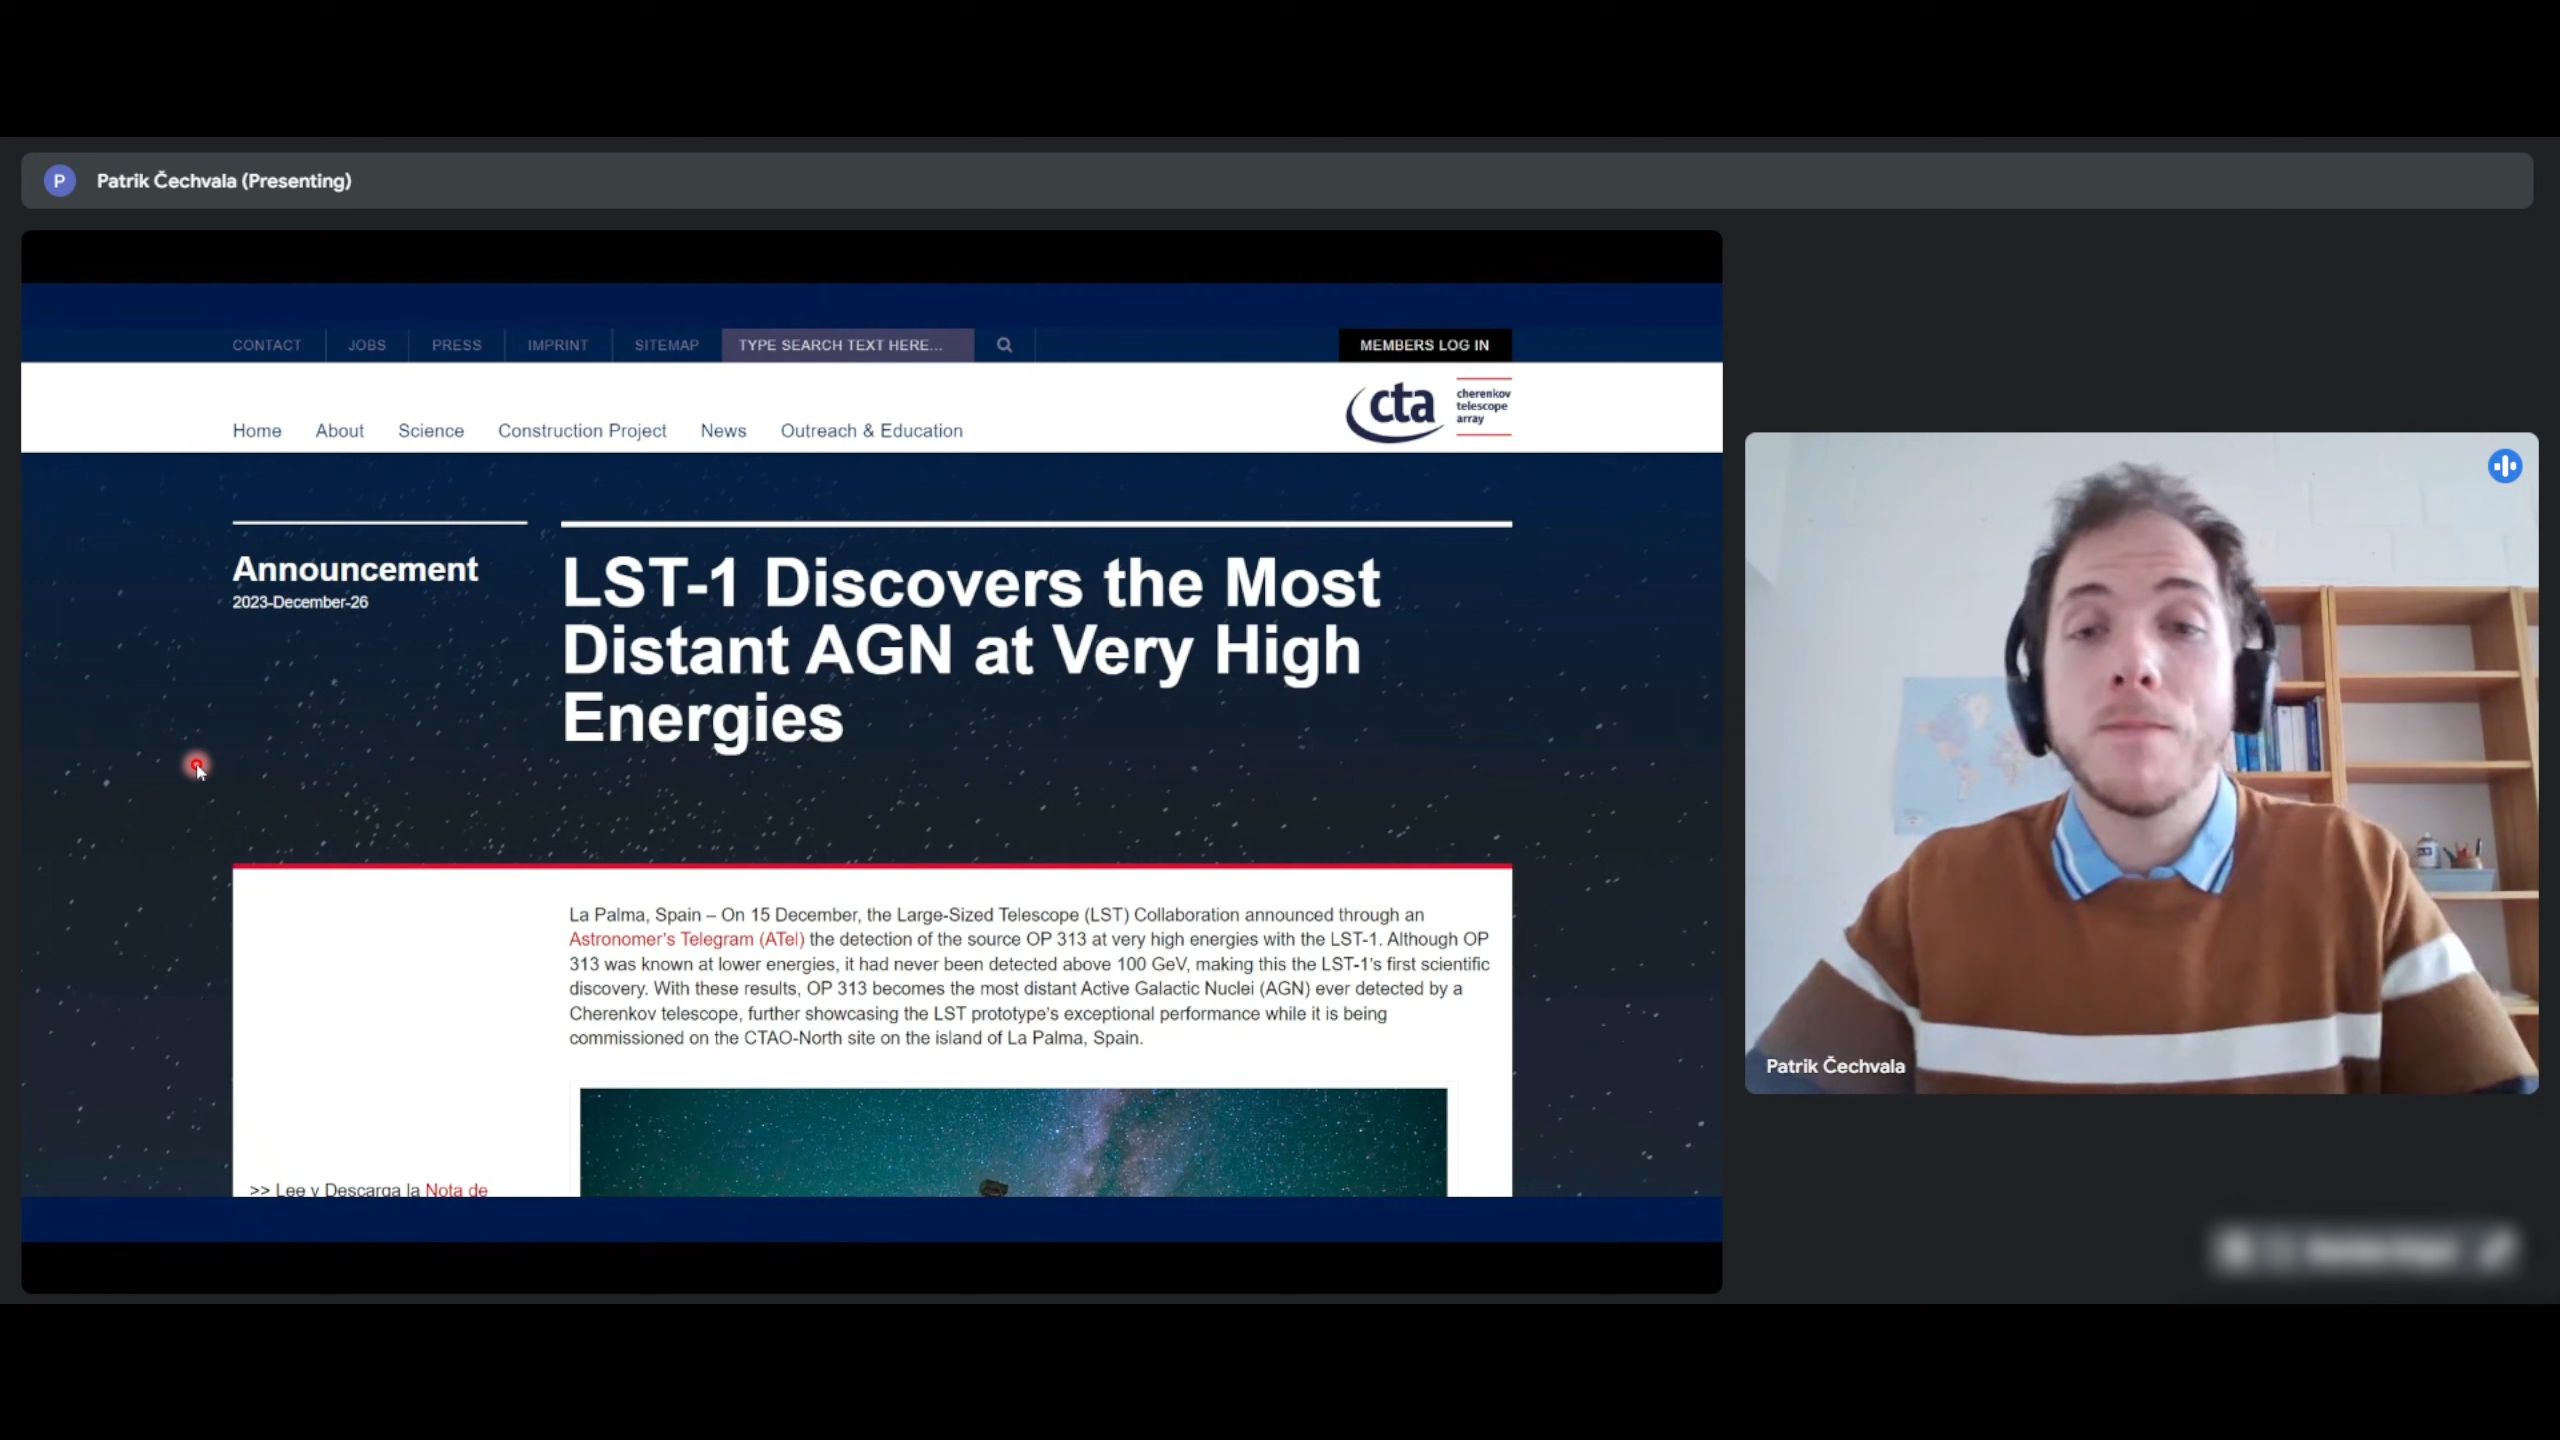 P Patrik Čechvala (Presenting)
CONTACT JOBS PRESS IMPRINT SITEMAP TYPE SEARCH TEXT HERE... MEMBERS LOG IN
cta cherenkov
telescope
array
Home About Science Construction Project News Outreach & Education
Announcement
2023-December-26
LST-1 Discovers the Most
Distant AGN at Very High
Energies
La Palma, Spain – On 15 December, the Large-Sized Telescope (LST) Collaboration announced through an
Astronomer's Telegram (ATel) the detection of the source OP 313 at very high energies with the LST-1. Although OP
313 was known at lower energies, it had never been detected above 100 GeV, making this the LST-1's first scientific
discovery. With these results, OP 313 becomes the most distant Active Galactic Nuclei (AGN) ever detected by a
Cherenkov telescope, further showcasing the LST prototype's exceptional performance while it is being
commissioned on the CTAO-North site on the island of La Palma, Spain.
>> Lee y Descarga la Nota de
Patrik Čechvala